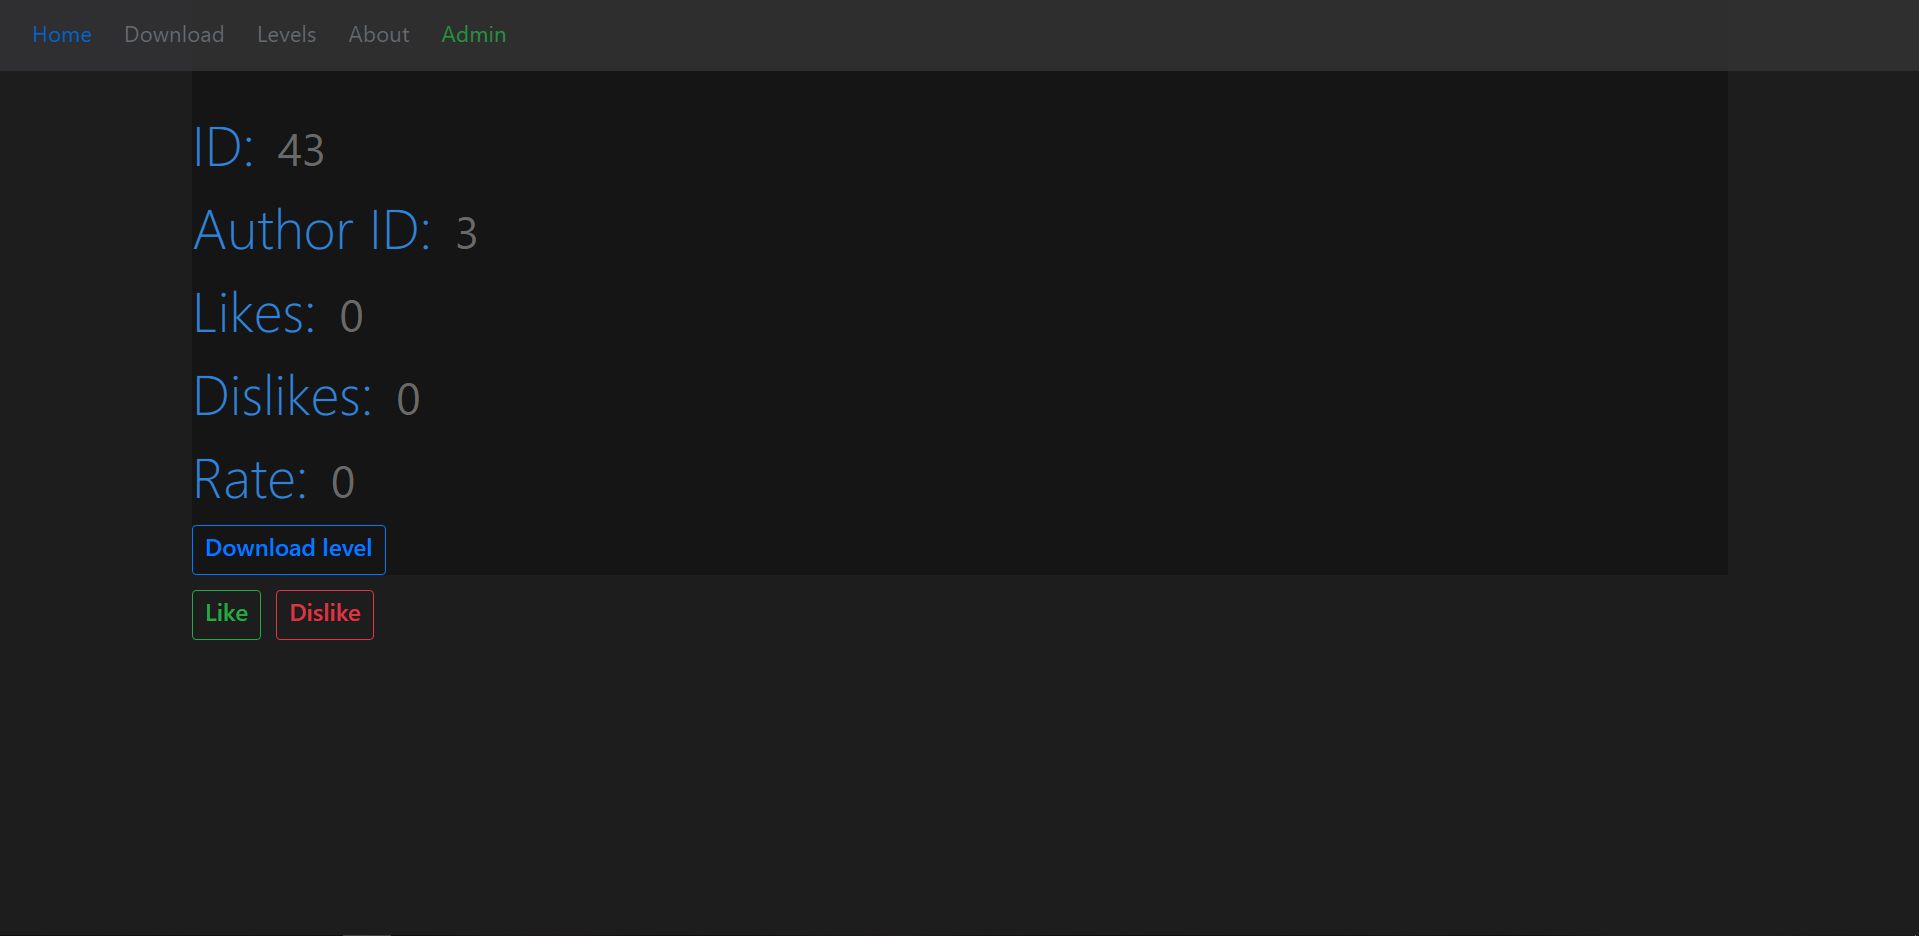 Home Download Levels About Admin
ID: 43
Author ID: 3
Likes: 0
Dislikes: 0
Rate: 0
Download level
Like Dislike